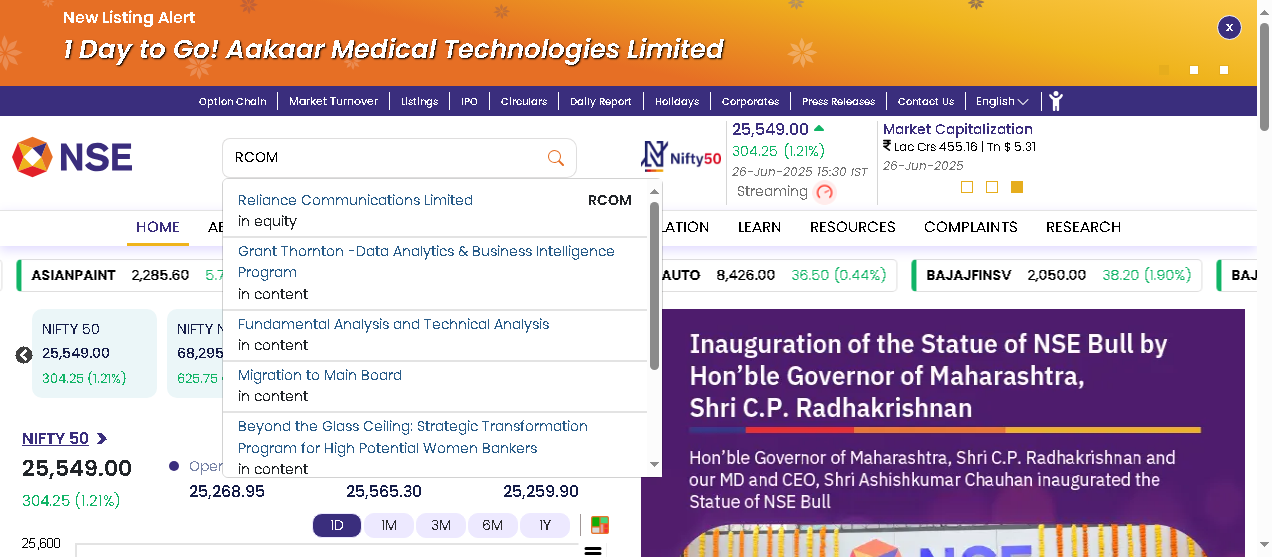 New Listing Alert
1 Day to Go! Aakaar Medical Technologies Limited
x
Option Chain Market Turnover Listings IPO Circulars Daily Report Holidays Corporates Press Releases Contact Us English
NSE
RCOM
Nifty50
25,549.00
304.25 (1.21%)
26-Jun-2025 15:30 IST
Streaming
Market Capitalization
₹ Lac Crs 455.16 | Tn $ 5.31
26-Jun-2025
Reliance Communications Limited RCOM
in equity
Grant Thornton -Data Analytics & Business Intelligence
Program
in content
Fundamental Analysis and Technical Analysis
in content
Migration to Main Board
in content
Beyond the Glass Ceiling: Strategic Transformation
Program for High Potential Women Bankers
in content
HOME AB LATION LEARN RESOURCES COMPLAINTS RESEARCH
ASIANPAINT 2,285.60 5.7 AUTO 8,426.00 36.50 (0.44%) BAJAJFINSV 2,050.00 38.20 (1.90%) BAJ
NIFTY 50
25,549.00
304.25 (1.21%)
NIFTY N
68,295
625.75
NIFTY 50
25,549.00
304.25 (1.21%)
Open
25,268.95 25,565.30 25,259.90
1D 1M 3M 6M 1Y
25,600
Inauguration of the Statue of NSE Bull by
Hon’ble Governor of Maharashtra,
Shri C.P. Radhakrishnan
Hon’ble Governor of Maharashtra, Shri C.P. Radhakrishnan and
our MD and CEO, Shri Ashishkumar Chauhan inaugurated the
Statue of NSE Bull
NSE